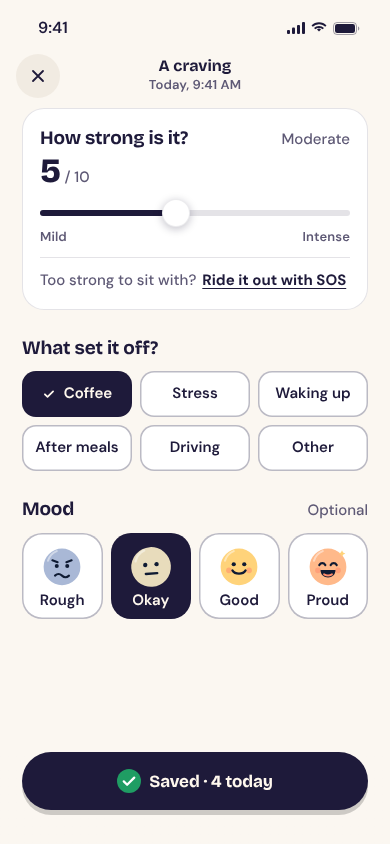 9:41
A craving
Today, 9:41 AM
How strong is it?
Moderate
5 / 10
Mild
Intense
Too strong to sit with? Ride it out with SOS
What set it off?
Coffee
Stress
Waking up
After meals
Driving
Other
Mood
Optional
Rough
Okay
Good
Proud
Saved · 4 today